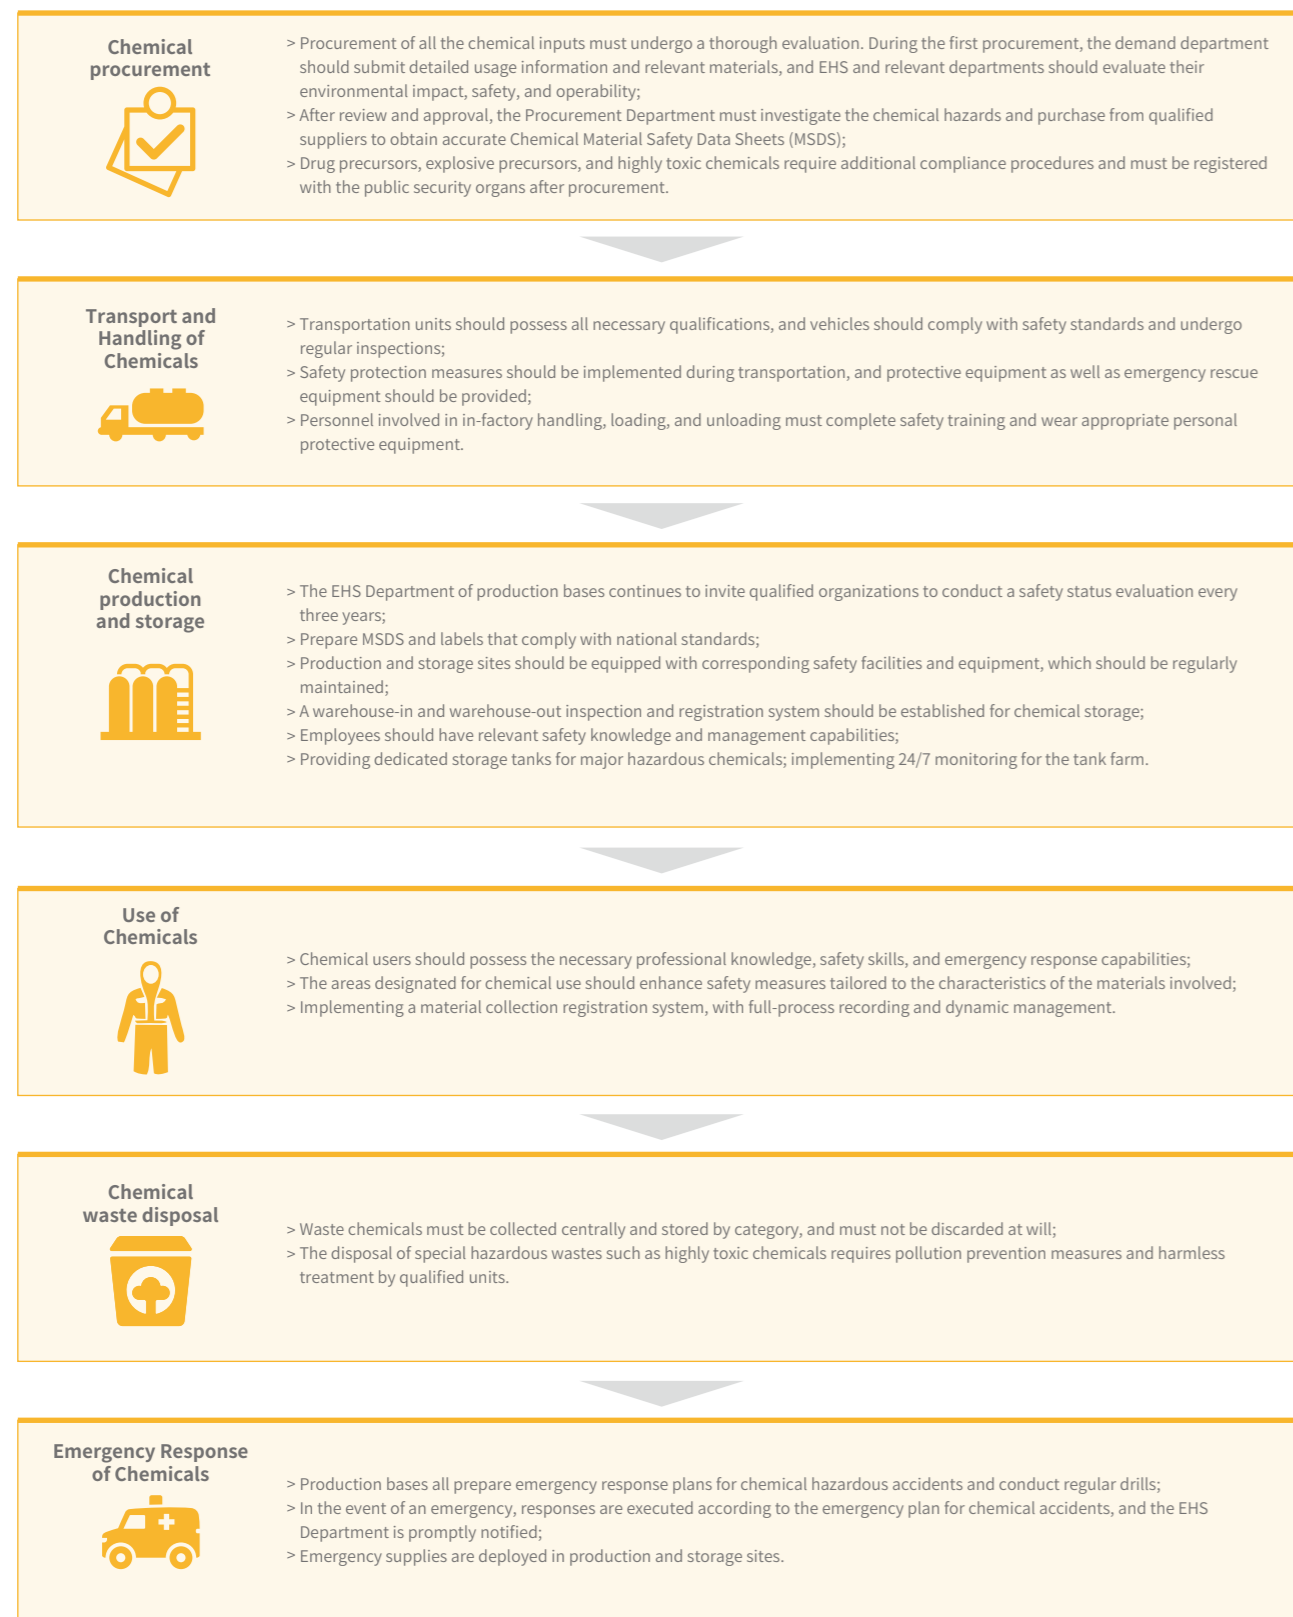 Chemical
procurement
> Procurement of all the chemical inputs must undergo a thorough evaluation. During the first procurement, the demand department
should submit detailed usage information and relevant materials, and EHS and relevant departments should evaluate their
environmental impact, safety, and operability;
> After review and approval, the Procurement Department must investigate the chemical hazards and purchase from qualified
suppliers to obtain accurate Chemical Material Safety Data Sheets (MSDS);
> Drug precursors, explosive precursors, and highly toxic chemicals require additional compliance procedures and must be registered
with the public security organs after procurement.
Transport and
Handling of
Chemicals
> Transportation units should possess all necessary qualifications, and vehicles should comply with safety standards and undergo
regular inspections;
> Safety protection measures should be implemented during transportation, and protective equipment as well as emergency rescue
equipment should be provided;
> Personnel involved in in-factory handling, loading, and unloading must complete safety training and wear appropriate personal
protective equipment.
Chemical
production
and storage
> The EHS Department of production bases continues to invite qualified organizations to conduct a safety status evaluation every
three years;
> Prepare MSDS and labels that comply with national standards;
> Production and storage sites should be equipped with corresponding safety facilities and equipment, which should be regularly
maintained;
> A warehouse-in and warehouse-out inspection and registration system should be established for chemical storage;
> Employees should have relevant safety knowledge and management capabilities;
> Providing dedicated storage tanks for major hazardous chemicals; implementing 24/7 monitoring for the tank farm.
Use of
Chemicals
> Chemical users should possess the necessary professional knowledge, safety skills, and emergency response capabilities;
> The areas designated for chemical use should enhance safety measures tailored to the characteristics of the materials involved;
> Implementing a material collection registration system, with full-process recording and dynamic management.
Chemical
waste disposal
> Waste chemicals must be collected centrally and stored by category, and must not be discarded at will;
> The disposal of special hazardous wastes such as highly toxic chemicals requires pollution prevention measures and harmless
treatment by qualified units.
Emergency Response
of Chemicals
> Production bases all prepare emergency response plans for chemical hazardous accidents and conduct regular drills;
> In the event of an emergency, responses are executed according to the emergency plan for chemical accidents, and the EHS
Department is promptly notified;
> Emergency supplies are deployed in production and storage sites.